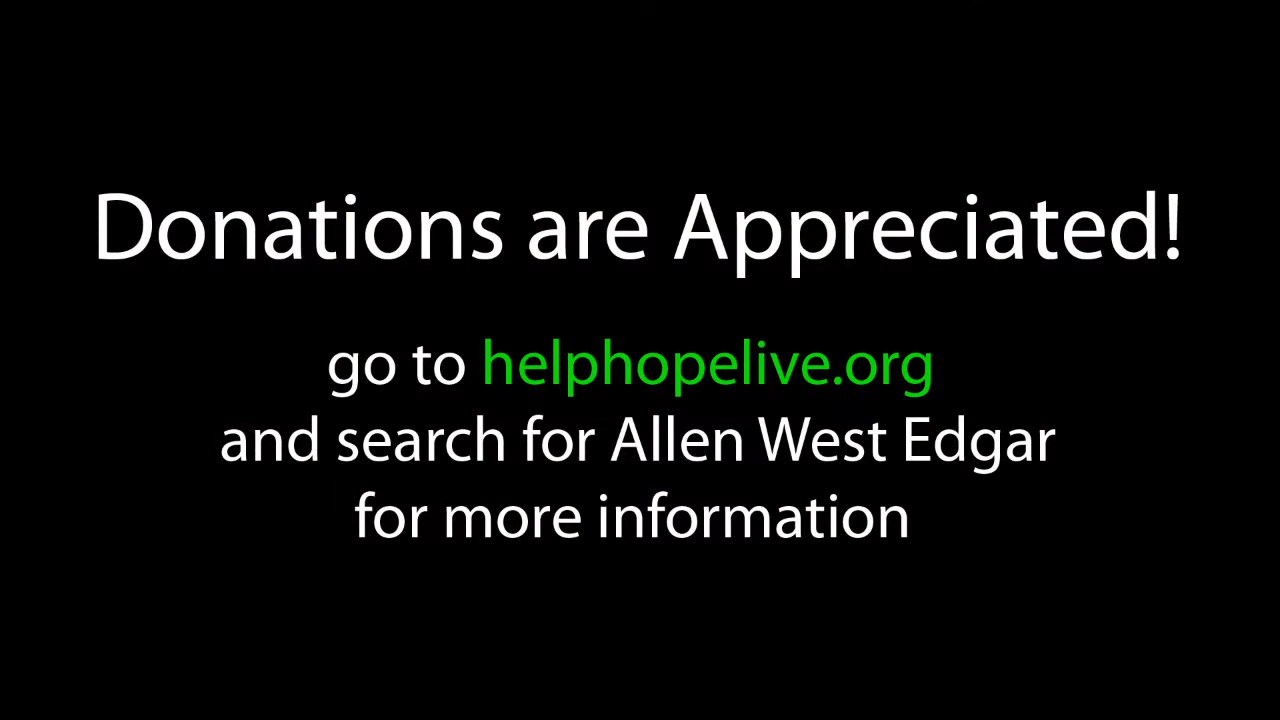 Donations are Appreciated!
go to helphopelive.org
and search for Allen West Edgar
for more information